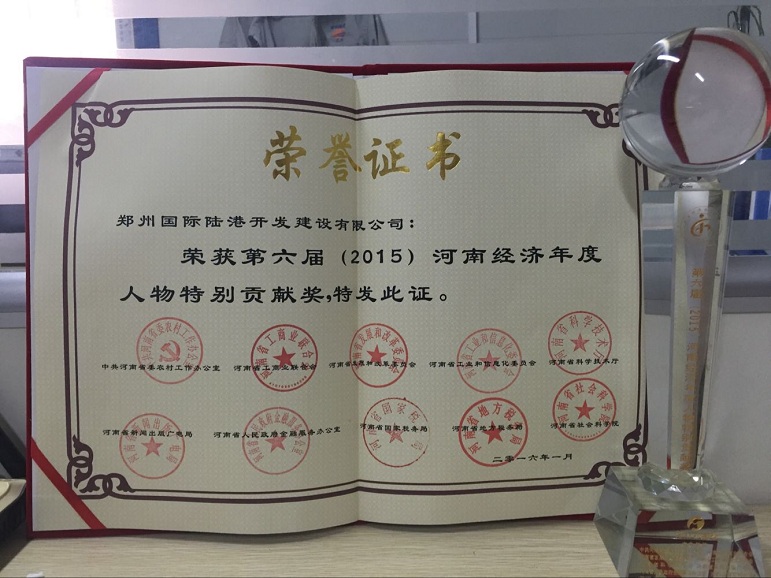 荣誉证书
郑州国际陆港开发建设有限公司：
荣获第六届（2015）河南经济年度
人物特别贡献奖,特发此证。
中共河南省委农村工作办公室 河南省工商业联合会 河南省发展和改革委员会 河南省工业和信息化委员会 河南省科学技术厅
河南省新闻出版广电局 河南省人民政府金融服务办公室 河南省国家税务局 河南省地方税务局 河南省社会科学院
二零一六年一月